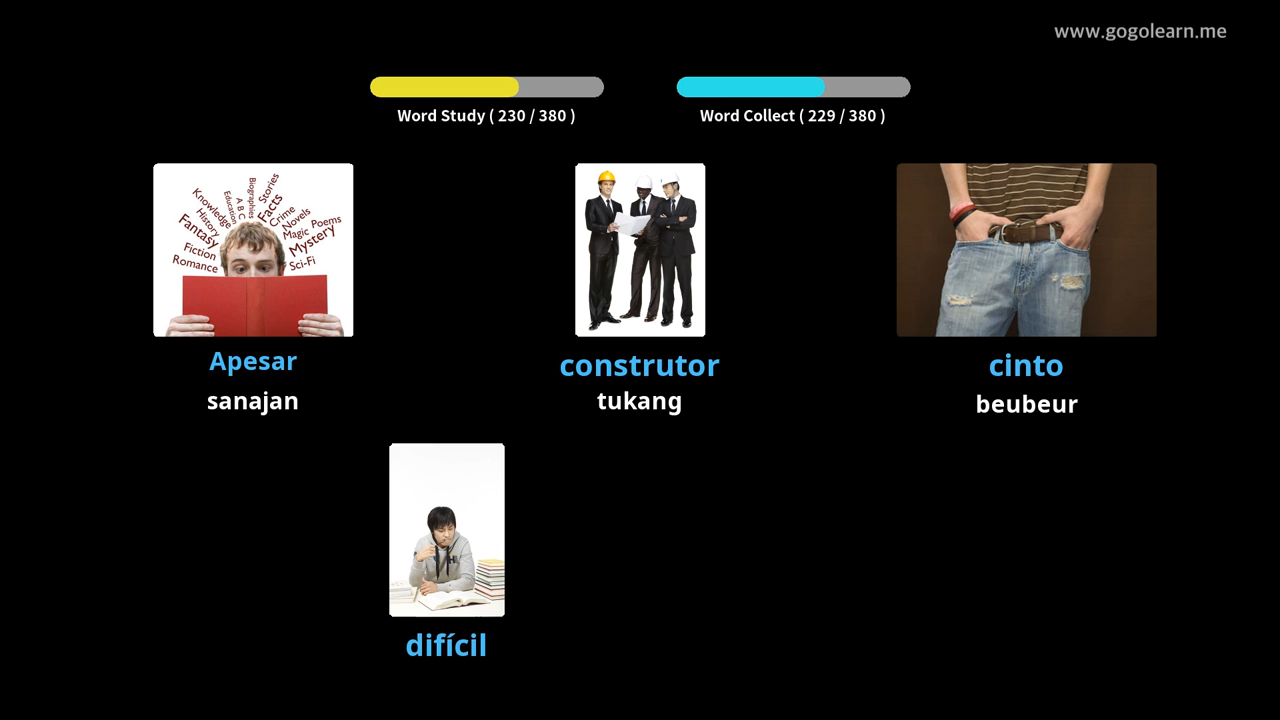 www.gogolearn.me
Word Study ( 230 / 380 )
Word Collect ( 229 / 380 )
Knowledge
Education
A B C
Biographies
Stories
Facts
History
Crime
Novels
Fantasy
Magic
Poems
Fiction
Mystery
Romance
Sci-Fi
Apesar
sanajan
construtor
tukang
cinto
beubeur
difícil